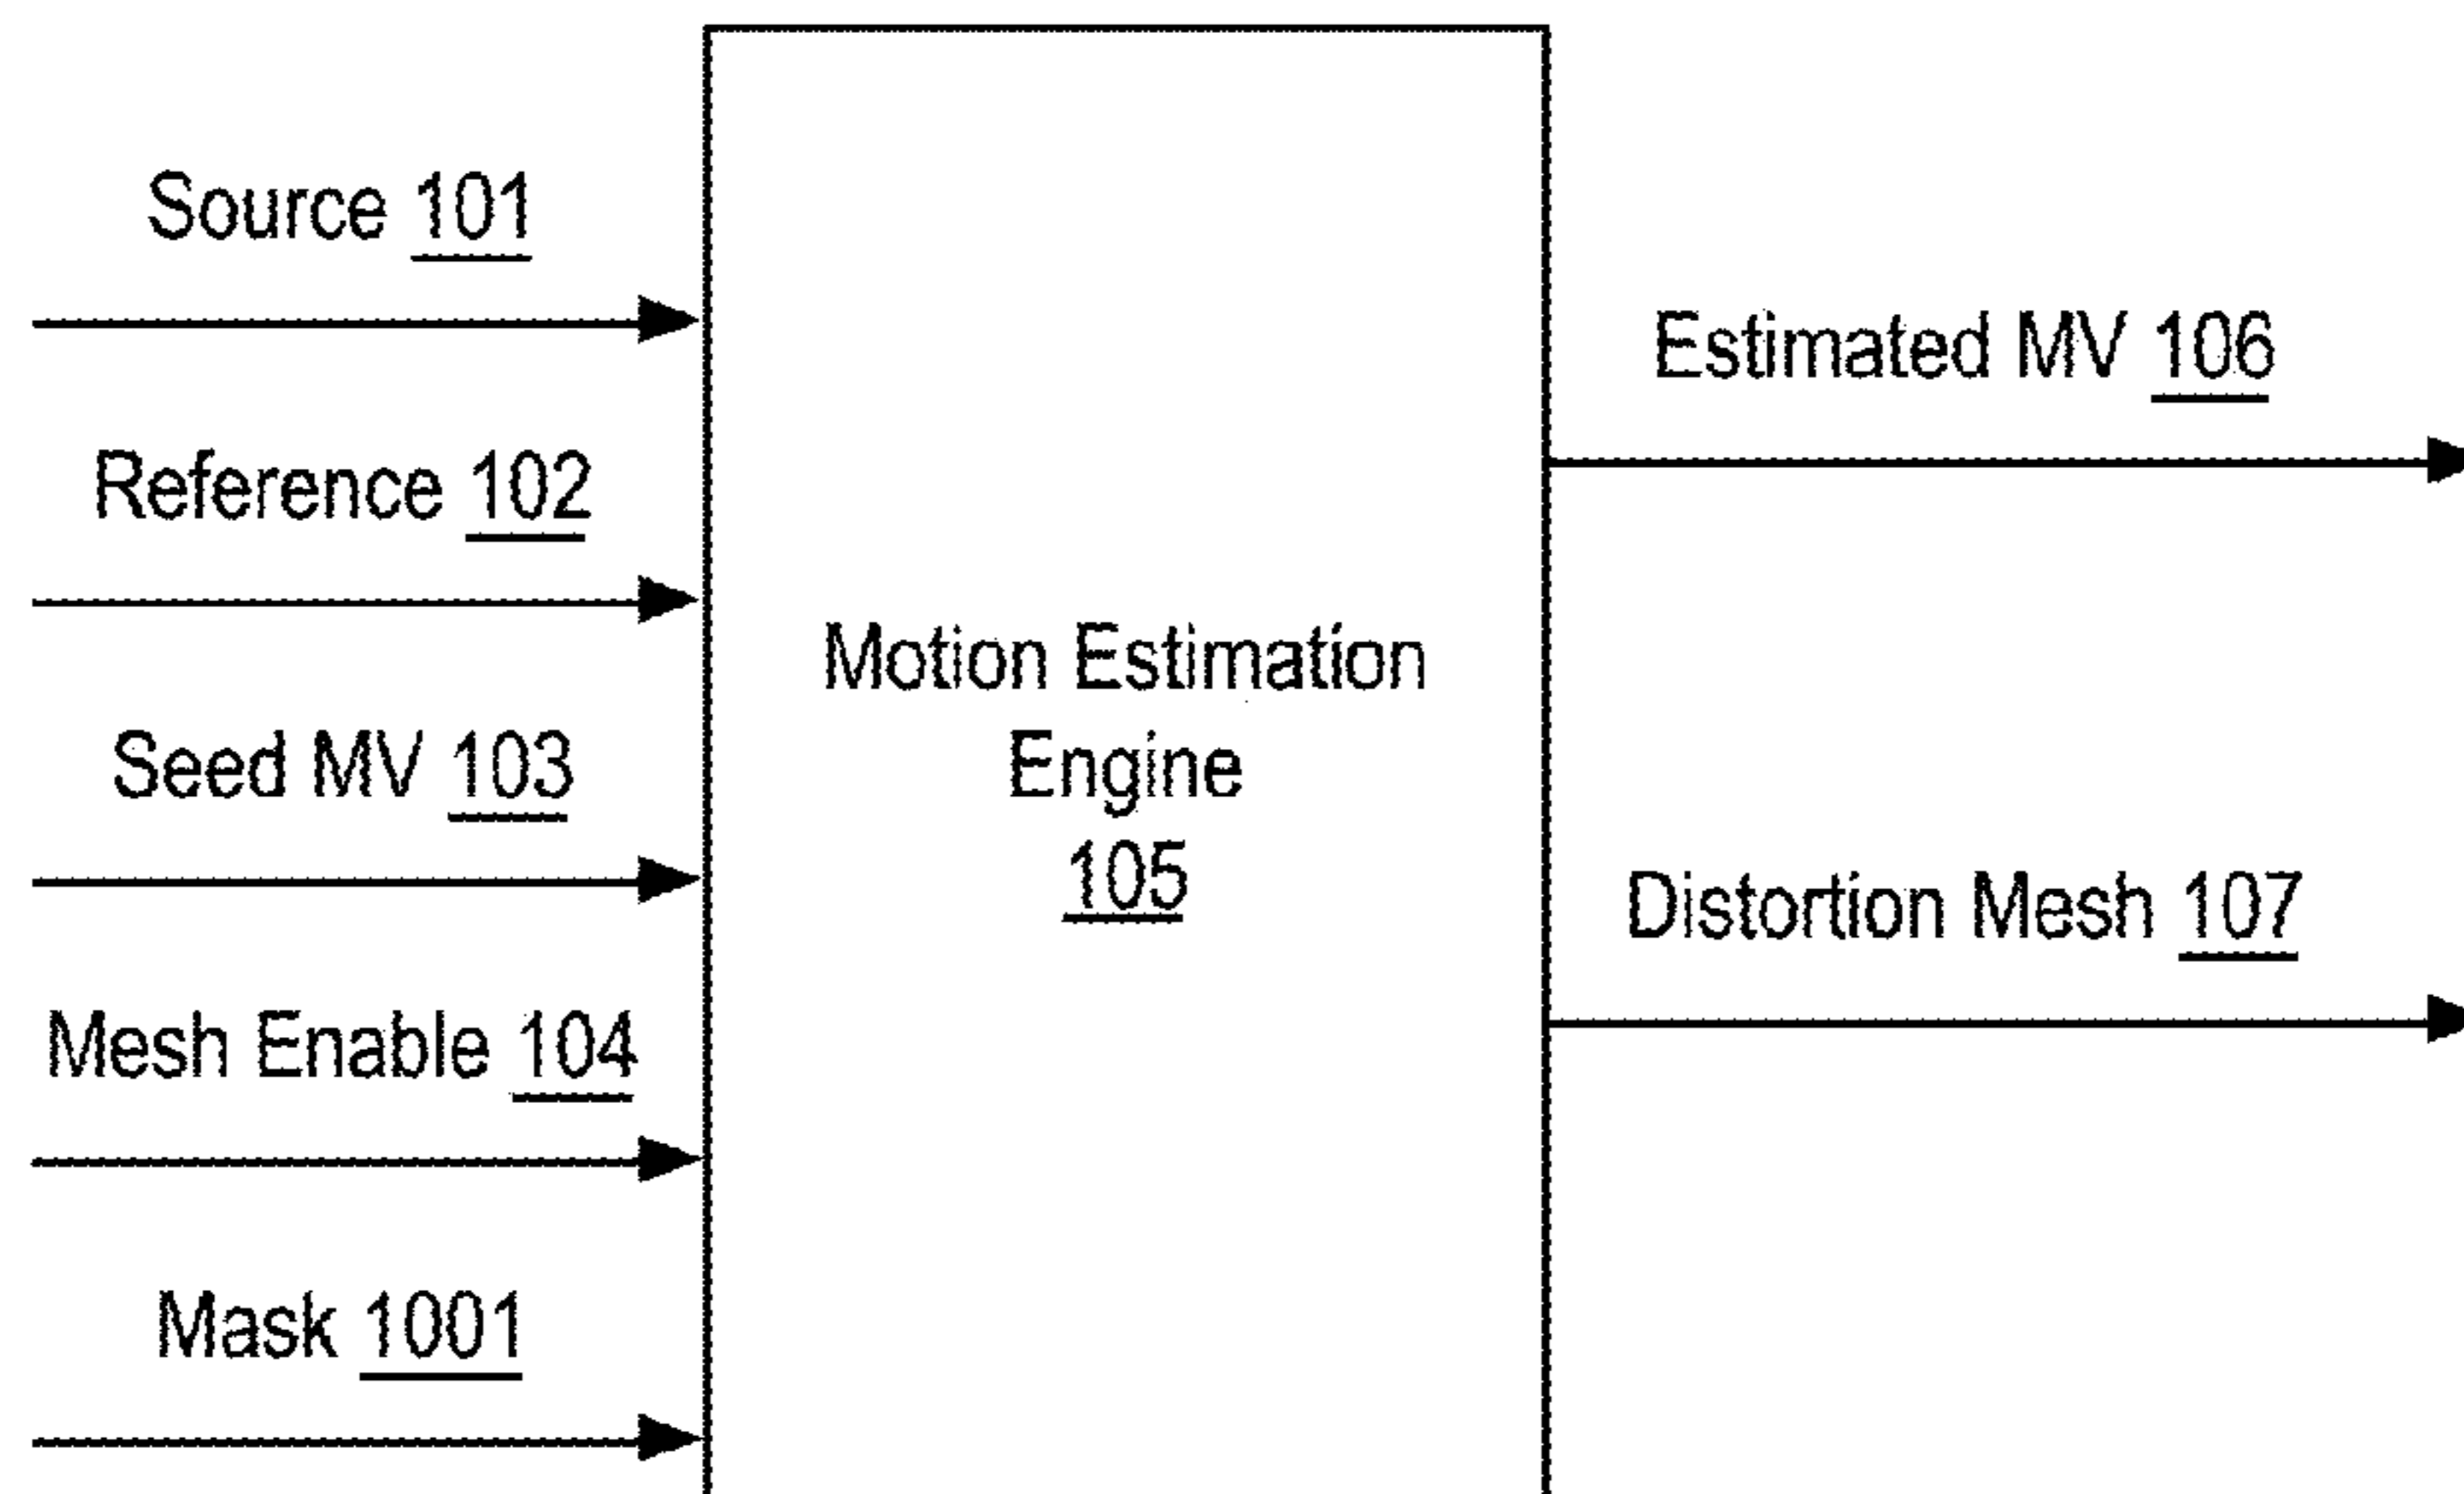 Source 101
Reference 102
Seed MV 103
Mesh Enable 104
Mask 1001
Motion Estimation
Engine
105
Estimated MV 106
Distortion Mesh 107